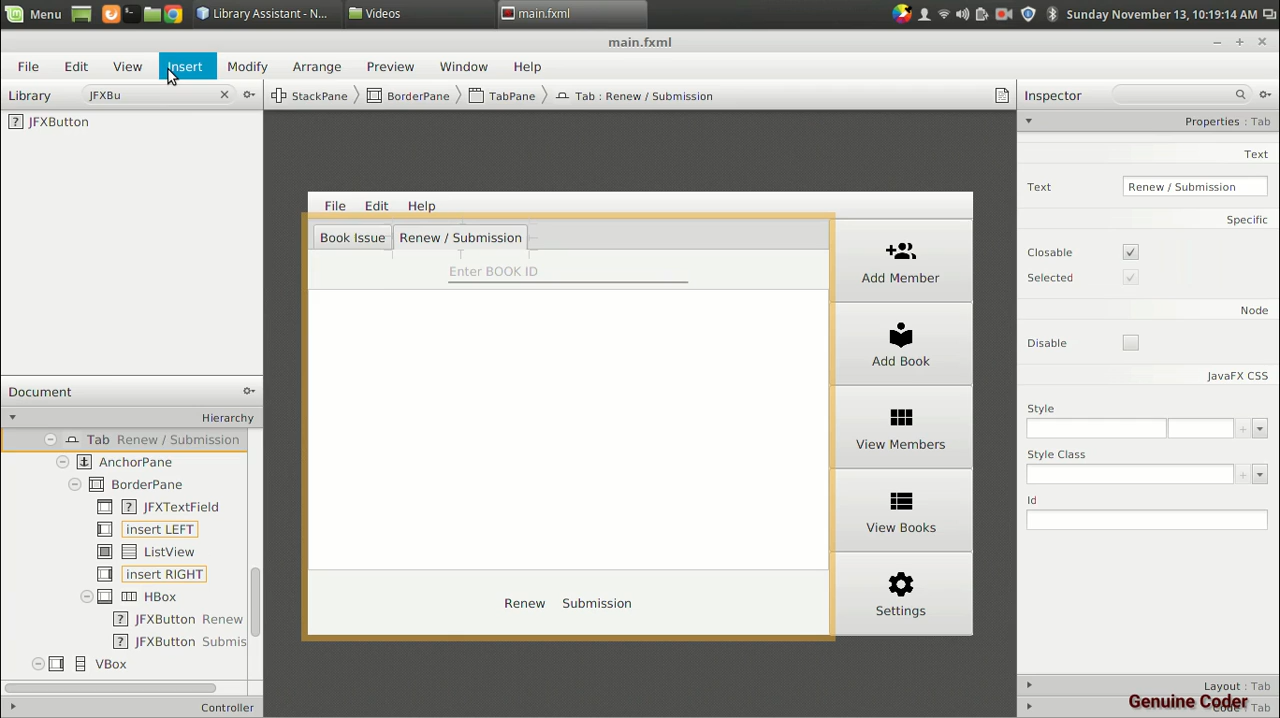 Menu
Library Assistant - N...
Videos
main.fxml
Sunday November 13, 10:19:14 AM
main.fxml
File Edit View Insert Modify Arrange Preview Window Help
Library
JFXBu
StackPane
BorderPane
TabPane
Tab : Renew / Submission
Inspector
? JFXButton
Properties : Tab
Text
Text
Renew / Submission
Specific
Closable
Selected
Node
Disable
JavaFX CSS
Style
Style Class
Id
File Edit Help
Book Issue
Renew / Submission
Enter BOOK ID
Renew
Submission
Add Member
Add Book
View Members
View Books
Settings
Document
Hierarchy
Tab Renew / Submission
AnchorPane
BorderPane
? JFXTextField
insert LEFT
ListView
insert RIGHT
HBox
? JFXButton Renew
? JFXButton Submis
VBox
Controller
Layout : Tab
Code : Tab
Genuine Coder